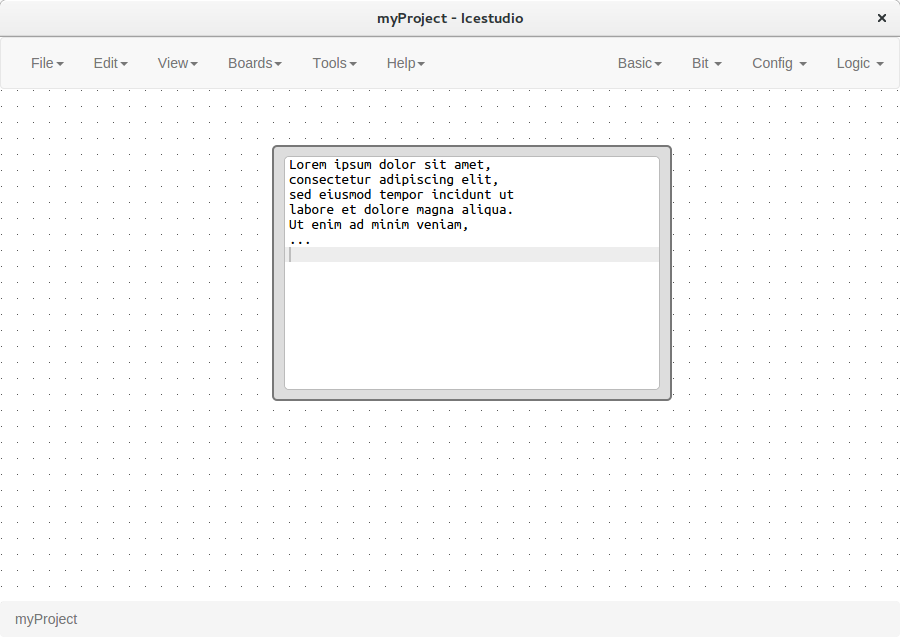 myProject - Icestudio
File Edit View Boards Tools Help Basic Bit Config Logic
Lorem ipsum dolor sit amet,
consectetur adipiscing elit,
sed eiusmod tempor incidunt ut
labore et dolore magna aliqua.
Ut enim ad minim veniam,
...
myProject